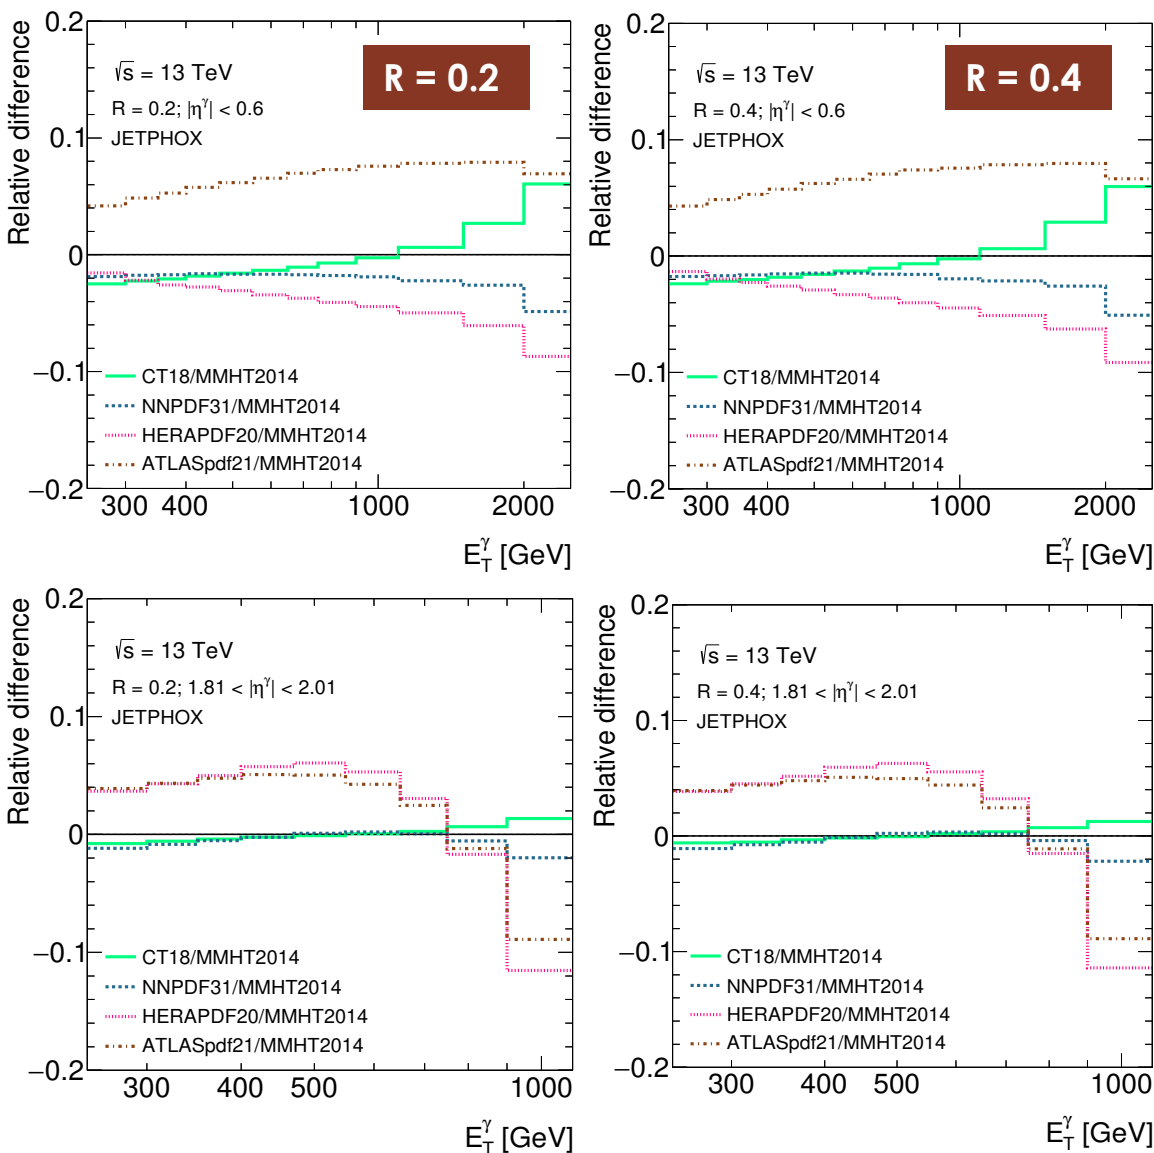 0.2
0.1
0
−0.1
−0.2
Relative difference
√s = 13 TeV
R = 0.2
R = 0.2; |η^γ| < 0.6
JETPHOX
CT18/MMHT2014
NNPDF31/MMHT2014
HERAPDF20/MMHT2014
ATLASpdf21/MMHT2014
300 400 1000 2000
E_T^γ [GeV]
0.2
0.1
0
−0.1
−0.2
Relative difference
√s = 13 TeV
R = 0.4
R = 0.4; |η^γ| < 0.6
JETPHOX
CT18/MMHT2014
NNPDF31/MMHT2014
HERAPDF20/MMHT2014
ATLASpdf21/MMHT2014
300 400 1000 2000
E_T^γ [GeV]
0.2
0.1
0
−0.1
−0.2
Relative difference
√s = 13 TeV
R = 0.2; 1.81 < |η^γ| < 2.01
JETPHOX
CT18/MMHT2014
NNPDF31/MMHT2014
HERAPDF20/MMHT2014
ATLASpdf21/MMHT2014
300 400 500 1000
E_T^γ [GeV]
0.2
0.1
0
−0.1
−0.2
Relative difference
√s = 13 TeV
R = 0.4; 1.81 < |η^γ| < 2.01
JETPHOX
CT18/MMHT2014
NNPDF31/MMHT2014
HERAPDF20/MMHT2014
ATLASpdf21/MMHT2014
300 400 500 1000
E_T^γ [GeV]